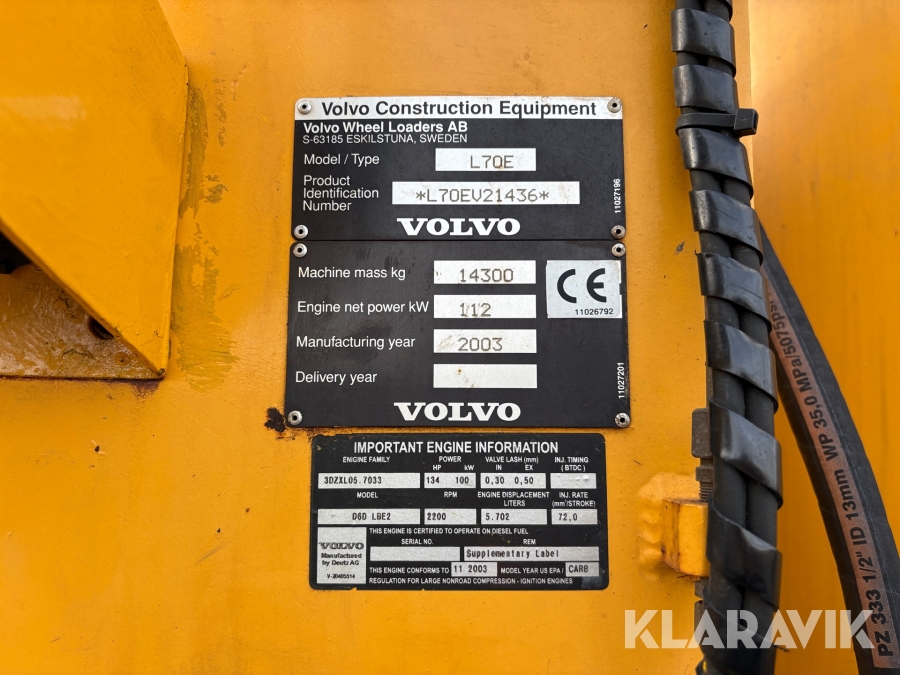 Volvo Construction Equipment
Volvo Wheel Loaders AB
S-63185 ESKILSTUNA, SWEDEN
Model / Type L70E
Product Identification Number *L70EV21436*
VOLVO
11027196
Machine mass kg 14300
Engine net power kW 112
CE
11026792
Manufacturing year 2003
Delivery year
VOLVO
11027201
IMPORTANT ENGINE INFORMATION
ENGINE FAMILY POWER VALVE LASH (mm) INJ. TIMING
HP kW IN EX (BTDC)
3DZXL05.7033 134 100 0,30 0,50
MODEL RPM ENGINE DISPLACEMENT INJ. RATE
LITERS (mm³/STROKE)
D6D LBE2 2200 5.702 72,0
THIS ENGINE IS CERTIFIED TO OPERATE ON DIESEL FUEL
SERIAL NO. REM
Supplementary Label
VOLVO
Manufactured
by Deutz AG
V-20405514
THIS ENGINE CONFORMS TO 11 2003 MODEL YEAR US EPA / CARB
REGULATION FOR LARGE NONROAD COMPRESSION - IGNITION ENGINES
PZ 333 1/2" ID 13mm WP 35,0 MPa/5075psi
KLARAVIK